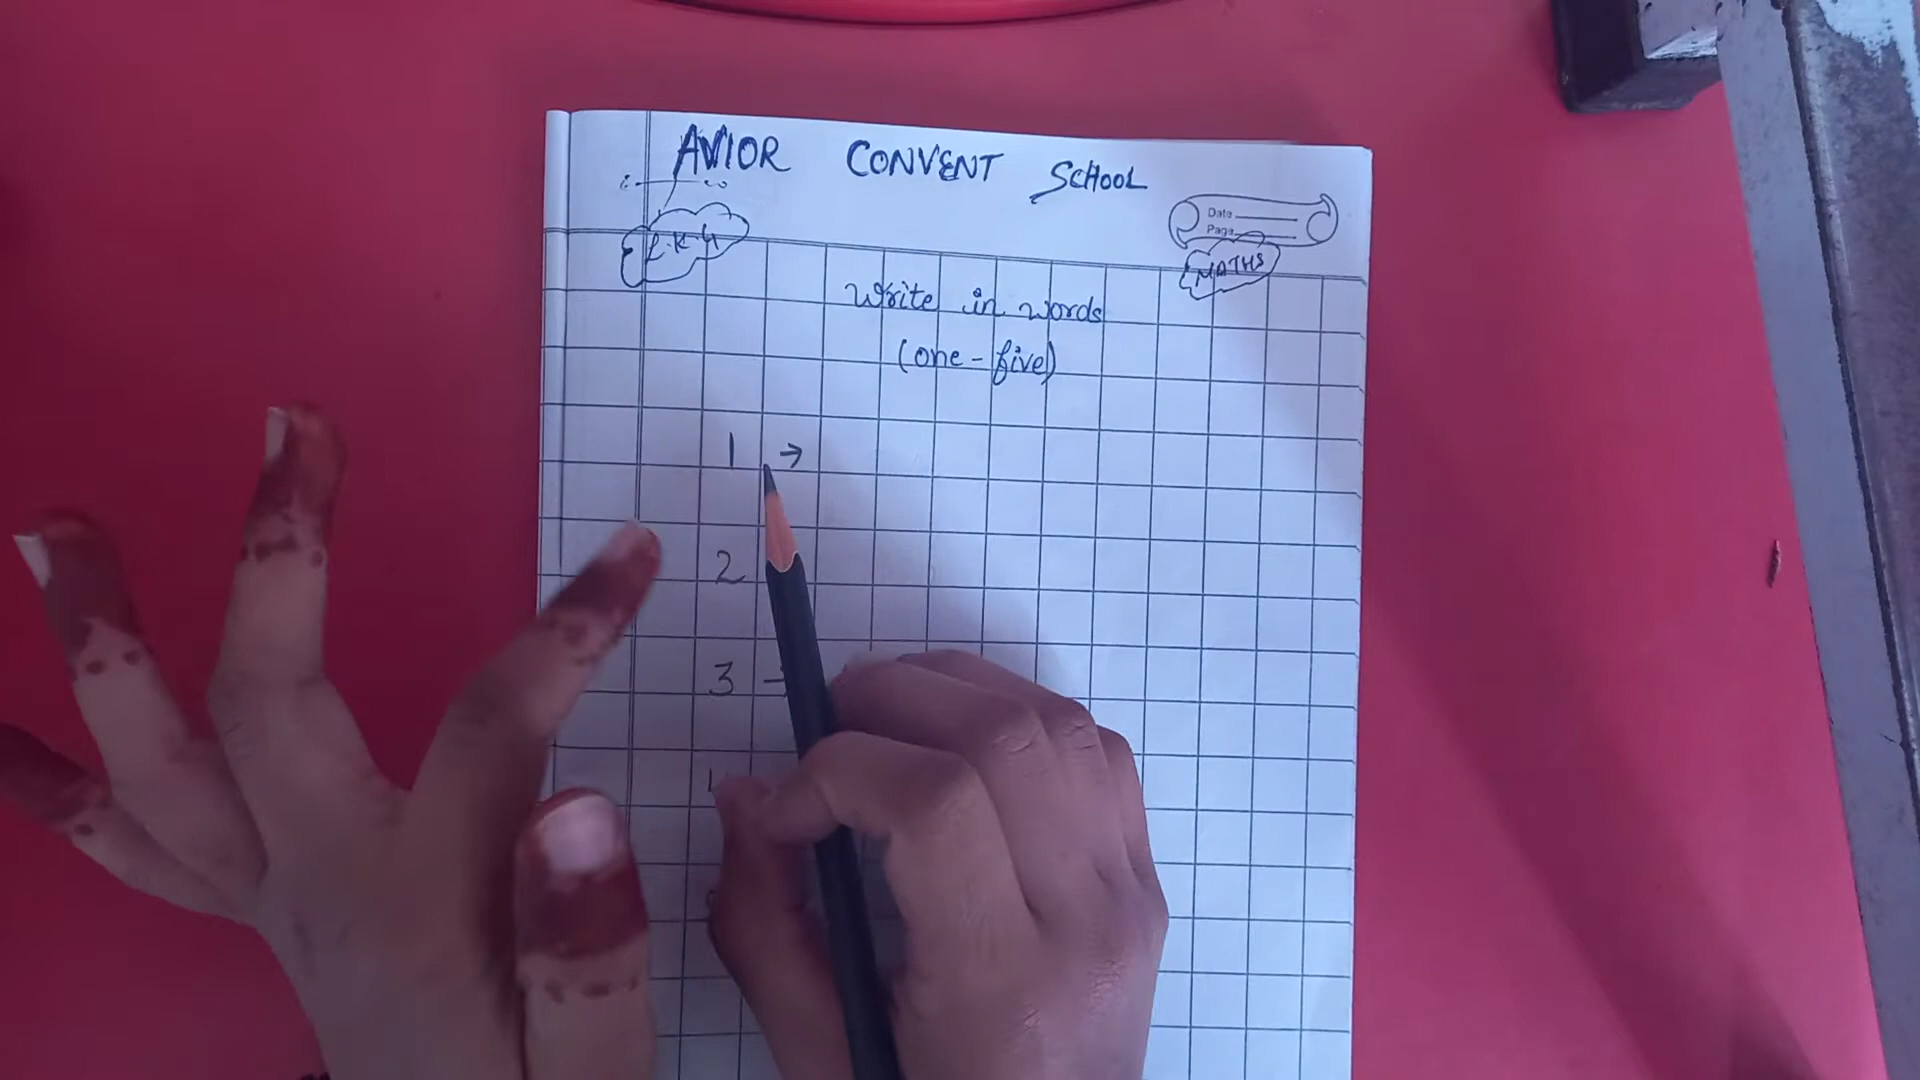 AVIOR CONVENT SCHOOL
Date
Page
L.K.G
MATHS
Write in words
(one - five)
1 →
2
3 →